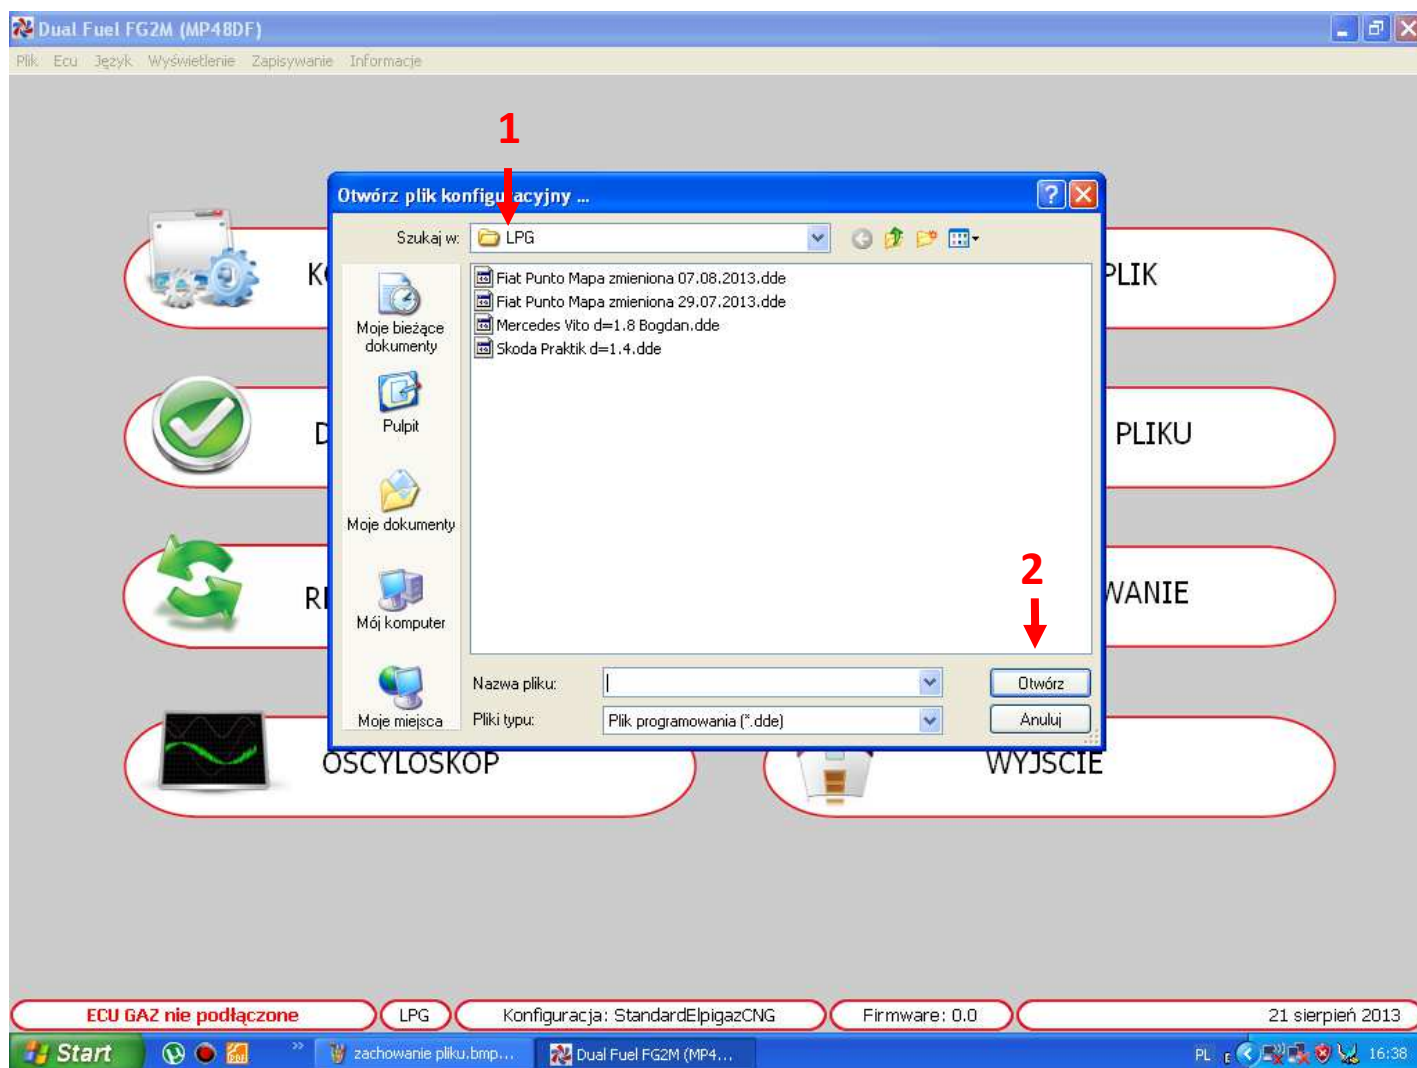 Dual Fuel FG2M (MP48DF)
Plik Ecu Język Wyświetlenie Zapisywanie Informacje
1
Otwórz plik konfiguracyjny ...
Szukaj w: LPG
Fiat Punto Mapa zmieniona 07.08.2013.dde
Fiat Punto Mapa zmieniona 29.07.2013.dde
Mercedes Vito d=1.8 Bogdan.dde
Skoda Praktik d=1.4.dde
Moje bieżące
dokumenty
Pulpit
Moje dokumenty
Mój komputer
Moje miejsca
K
PLIK
D
PLIKU
2
R
WANIE
Nazwa pliku:
Otwórz
Pliki typu: Plik programowania (*.dde)
Anuluj
OSCYLOSKOP
WYJŚCIE
ECU GAZ nie podłączone
LPG
Konfiguracja: StandardElpigazCNG
Firmware: 0.0
21 sierpień 2013
Start
zachowanie pliku.bmp...
Dual Fuel FG2M (MP4...
PL
16:38